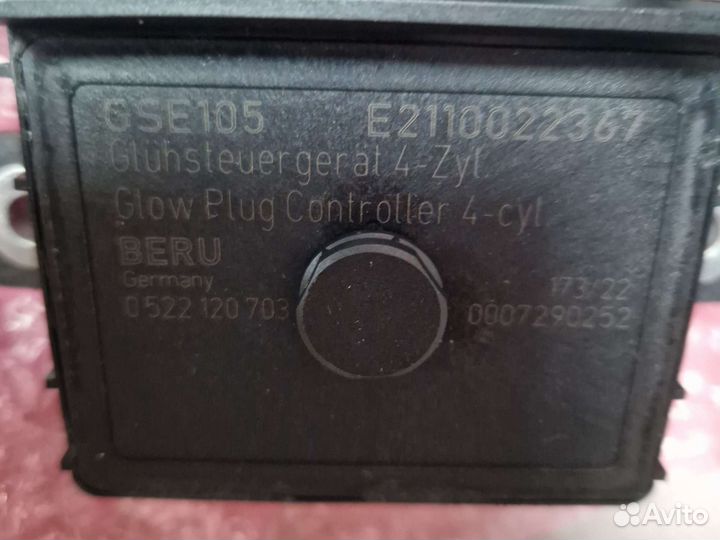 GSE105 E2110022367
Glühsteuergerät 4-Zyl
Glow Plug Controller 4-cyl
BERU
Germany 173/22
0 522 120 703 0007290252
Avito